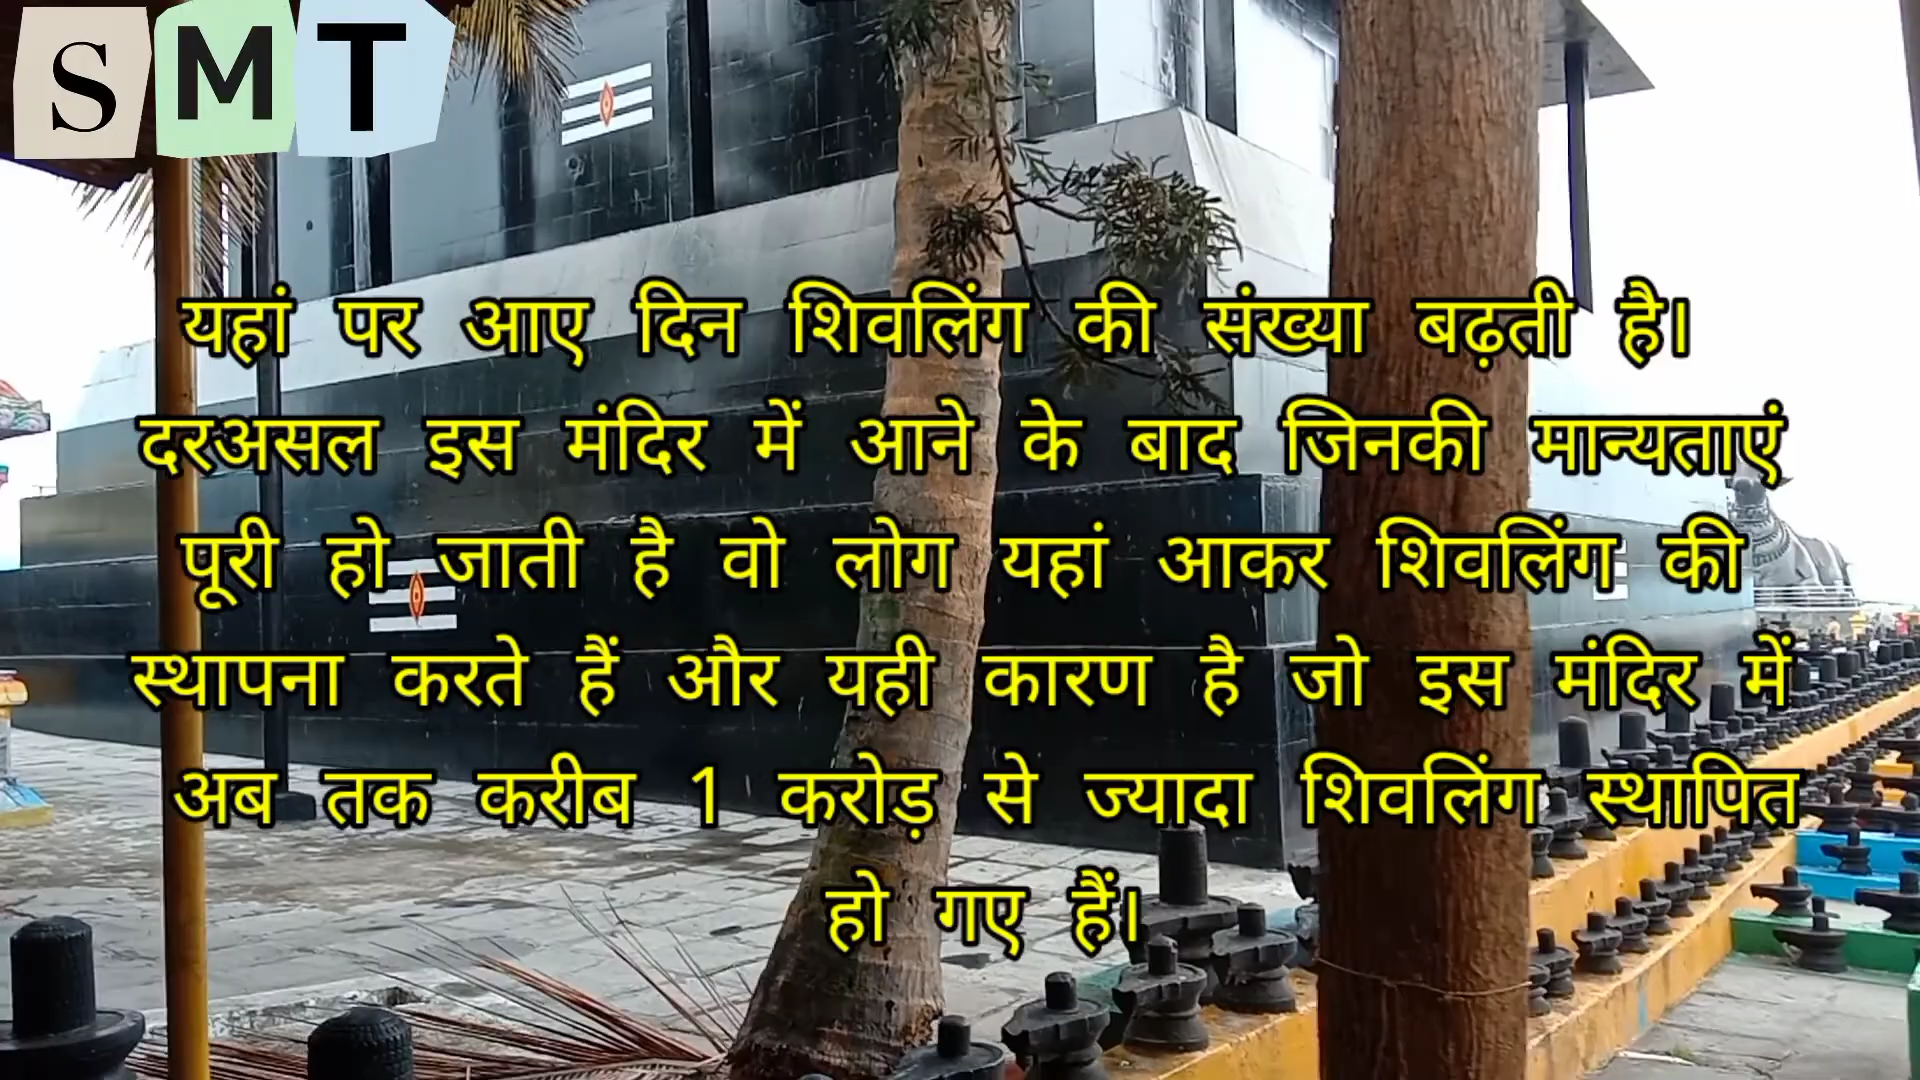 SMT
यहां पर आए दिन शिवलिंग की संख्या बढ़ती है।
दरअसल इस मंदिर में आने के बाद जिनकी मान्यताएं
पूरी हो जाती है वो लोग यहां आकर शिवलिंग की
स्थापना करते हैं और यही कारण है जो इस मंदिर में
अब तक करीब 1 करोड़ से ज्यादा शिवलिंग स्थापित
हो गए हैं।